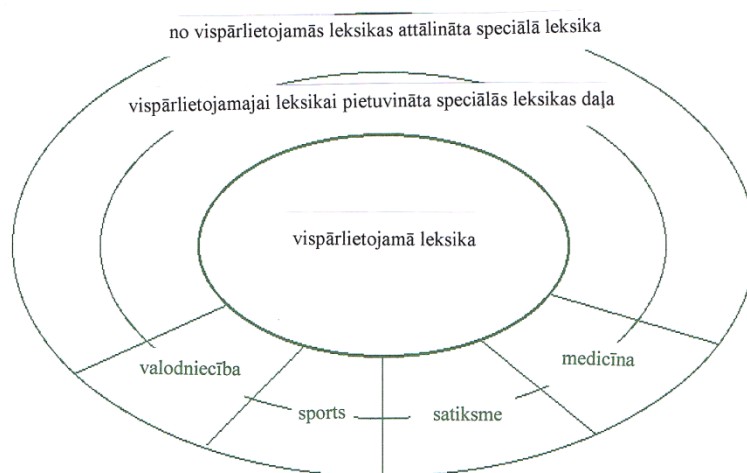 no vispārlietojamās leksikas attālināta speciālā leksika
vispārlietojamajai leksikai pietuvināta speciālās leksikas daļa
vispārlietojamā leksika
valodniecība
sports
satiksme
medicīna